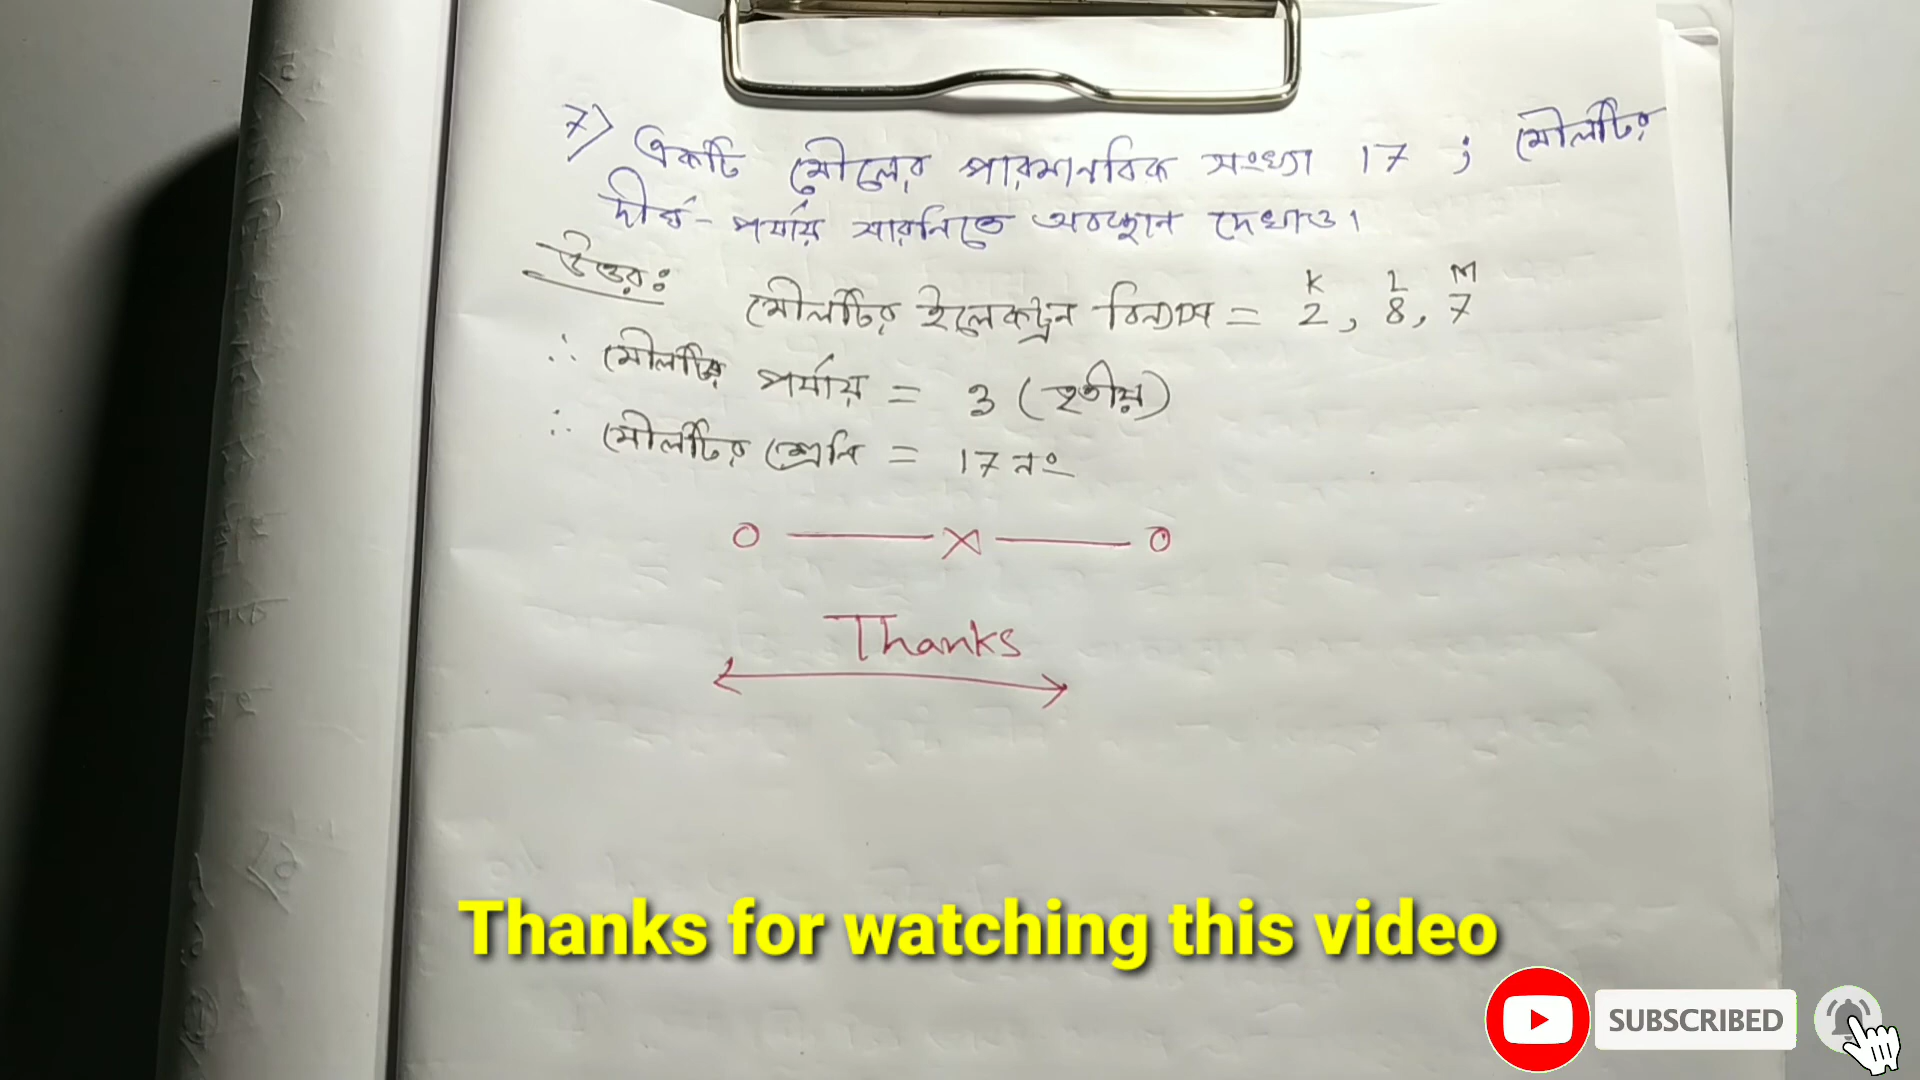 7> একটি মৌলের পারমানবিক সংখ্যা 17 ; মৌলটির
দীর্ঘ - পর্যায় সারনিতে অবস্থান দেখাও।
উত্তর:
K L M
মৌলটির ইলেকট্রন বিন্যাস = 2, 8, 7
∴ মৌলটির পর্যায় = 3 (তৃতীয়)
∴ মৌলটির শ্রেনি = 17 নং
o —— x —— o
Thanks
Thanks for watching this video
SUBSCRIBED